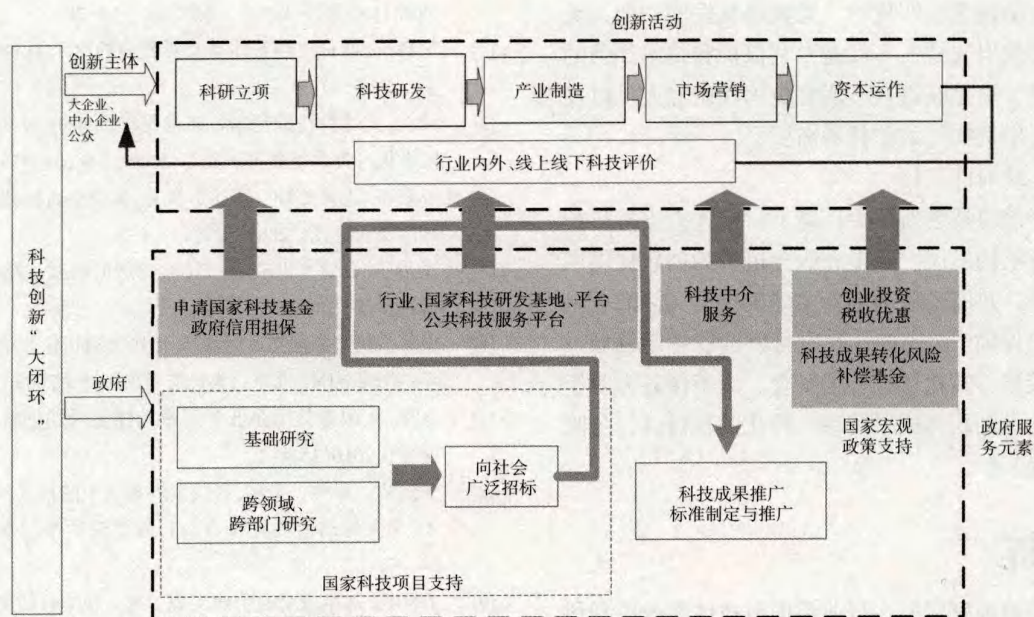 创新活动
创新主体
大企业、
中小企业、
公众
科研立项
科技研发
产业制造
市场营销
资本运作
行业内外、线上线下科技评价
科技创新“大闭环”
政府
申请国家科技基金
政府信用担保
行业、国家科技研发基地、平台
公共科技服务平台
科技中介
服务
创业投资
税收优惠
科技成果转化风险
补偿基金
国家宏观
政策支持
政府服
务元素
基础研究
跨领域、
跨部门研究
向社会
广泛招标
科技成果推广
标准制定与推广
国家科技项目支持